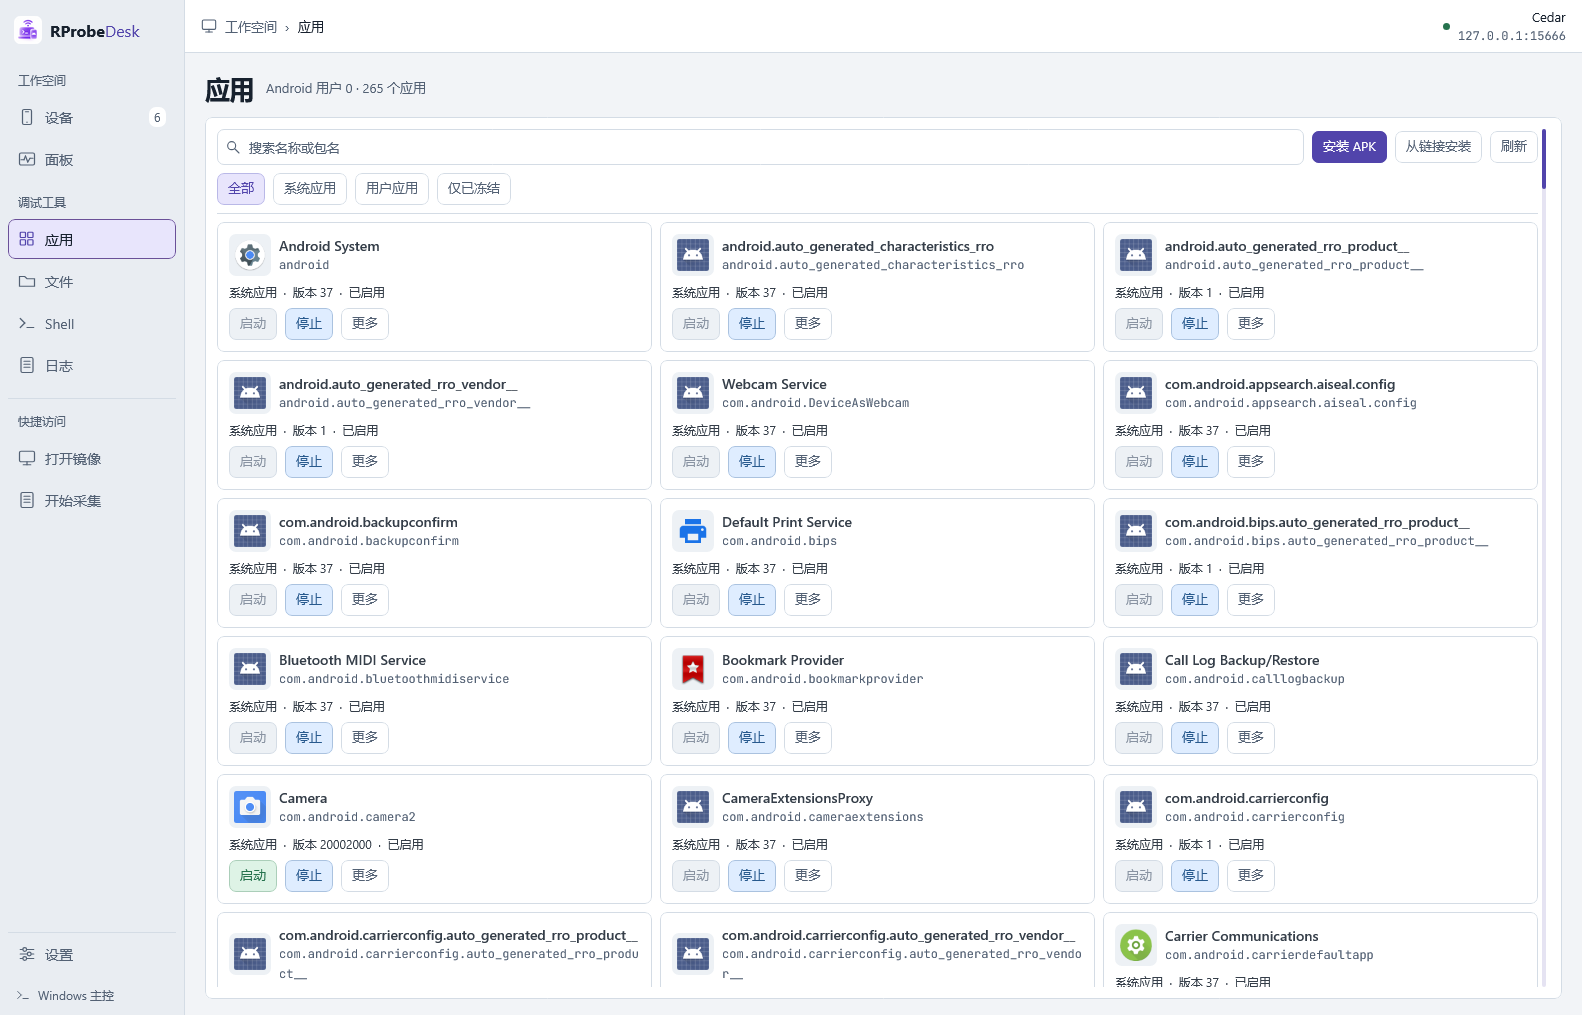 RProbeDesk
工作空间
设备
6
面板
调试工具
应用
文件
Shell
日志
快捷访问
打开镜像
开始采集
设置
Windows 主控
工作空间 › 应用
Cedar
127.0.0.1:15666
应用 Android 用户 0 · 265 个应用
搜索名称或包名
安装 APK 从链接安装 刷新
全部 系统应用 用户应用 仅已冻结
Android System
android
系统应用 · 版本 37 · 已启用
启动 停止 更多
android.auto_generated_characteristics_rro
android.auto_generated_characteristics_rro
系统应用 · 版本 37 · 已启用
启动 停止 更多
android.auto_generated_rro_product__
android.auto_generated_rro_product__
系统应用 · 版本 1 · 已启用
启动 停止 更多
android.auto_generated_rro_vendor__
android.auto_generated_rro_vendor__
系统应用 · 版本 1 · 已启用
启动 停止 更多
Webcam Service
com.android.DeviceAsWebcam
系统应用 · 版本 37 · 已启用
启动 停止 更多
com.android.appsearch.aiseal.config
com.android.appsearch.aiseal.config
系统应用 · 版本 37 · 已启用
启动 停止 更多
com.android.backupconfirm
com.android.backupconfirm
系统应用 · 版本 37 · 已启用
启动 停止 更多
Default Print Service
com.android.bips
系统应用 · 版本 37 · 已启用
启动 停止 更多
com.android.bips.auto_generated_rro_product__
com.android.bips.auto_generated_rro_product__
系统应用 · 版本 1 · 已启用
启动 停止 更多
Bluetooth MIDI Service
com.android.bluetoothmidiservice
系统应用 · 版本 37 · 已启用
启动 停止 更多
Bookmark Provider
com.android.bookmarkprovider
系统应用 · 版本 37 · 已启用
启动 停止 更多
Call Log Backup/Restore
com.android.calllogbackup
系统应用 · 版本 37 · 已启用
启动 停止 更多
Camera
com.android.camera2
系统应用 · 版本 20002000 · 已启用
启动 停止 更多
CameraExtensionsProxy
com.android.cameraextensions
系统应用 · 版本 37 · 已启用
启动 停止 更多
com.android.carrierconfig
com.android.carrierconfig
系统应用 · 版本 1 · 已启用
启动 停止 更多
com.android.carrierconfig.auto_generated_rro_product__
com.android.carrierconfig.auto_generated_rro_produ
ct__
com.android.carrierconfig.auto_generated_rro_vendor__
com.android.carrierconfig.auto_generated_rro_vendo
r__
Carrier Communications
com.android.carrierdefaultapp
系统应用 · 版本 37 · 已启用